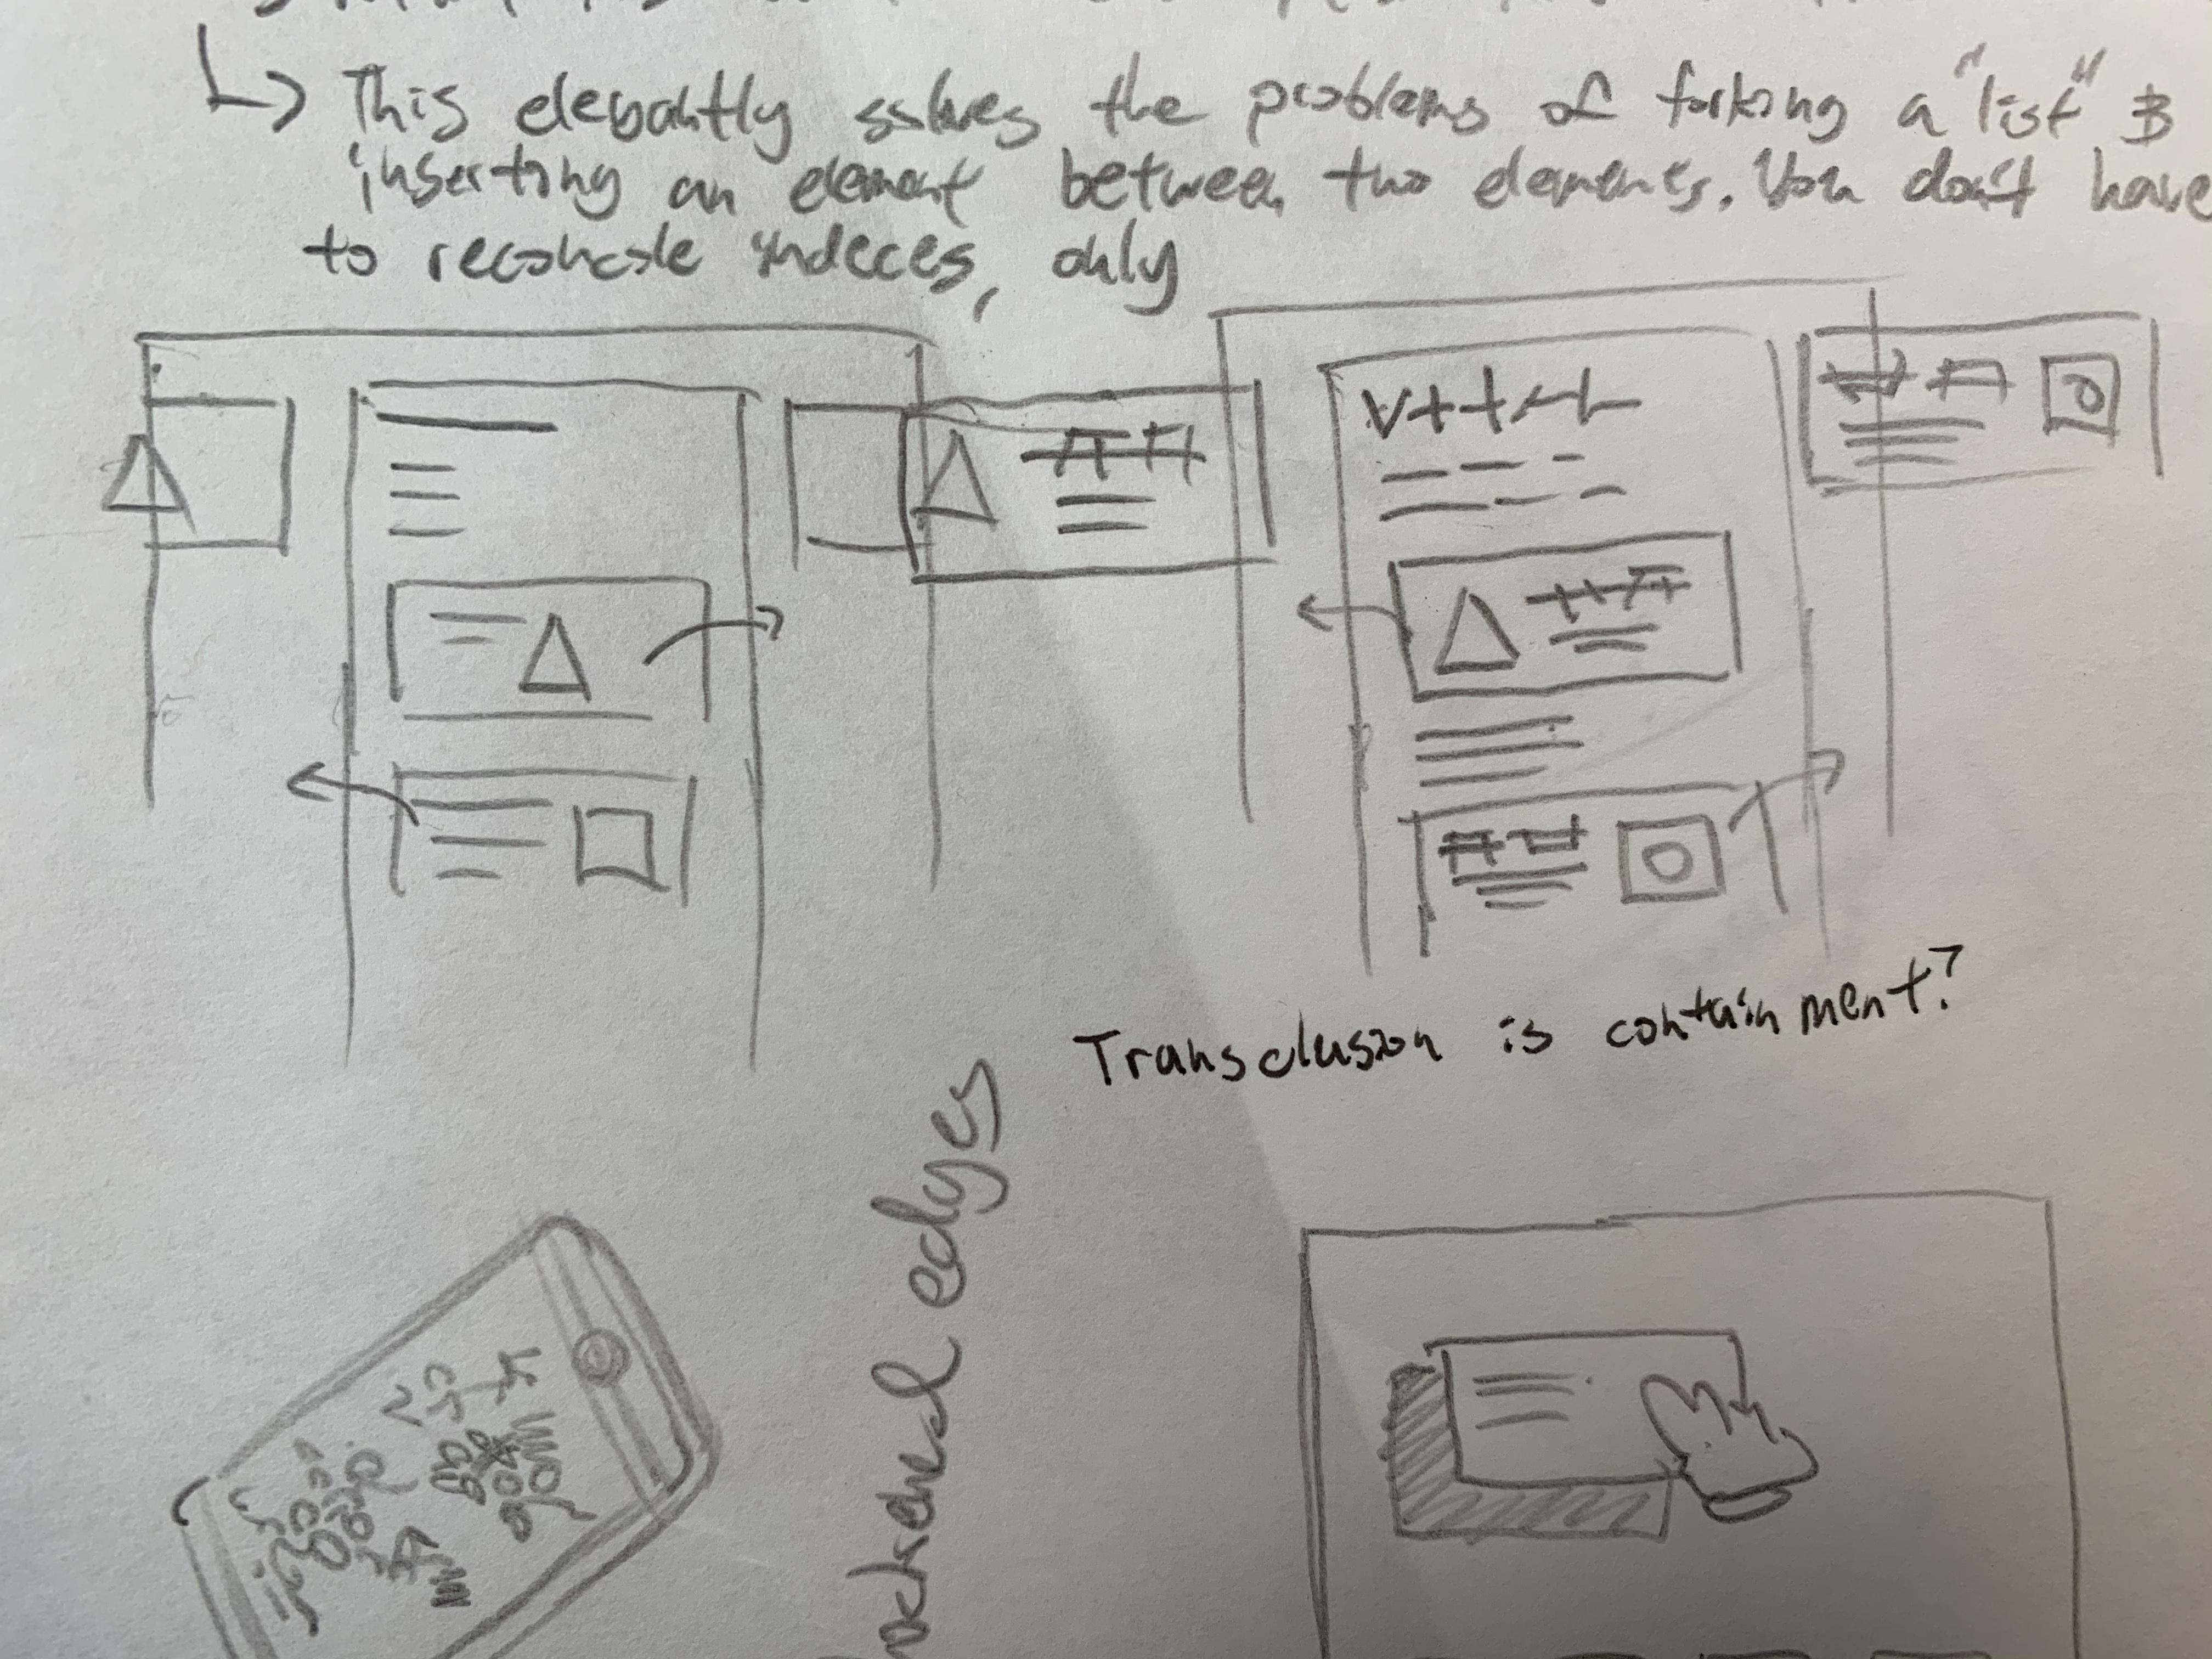 ↳ This elegantly solves the problems of forking a "list" &
inserting an element between two elements. You don't have
to reconcile indeces, only
Transclusion is containment?
edges